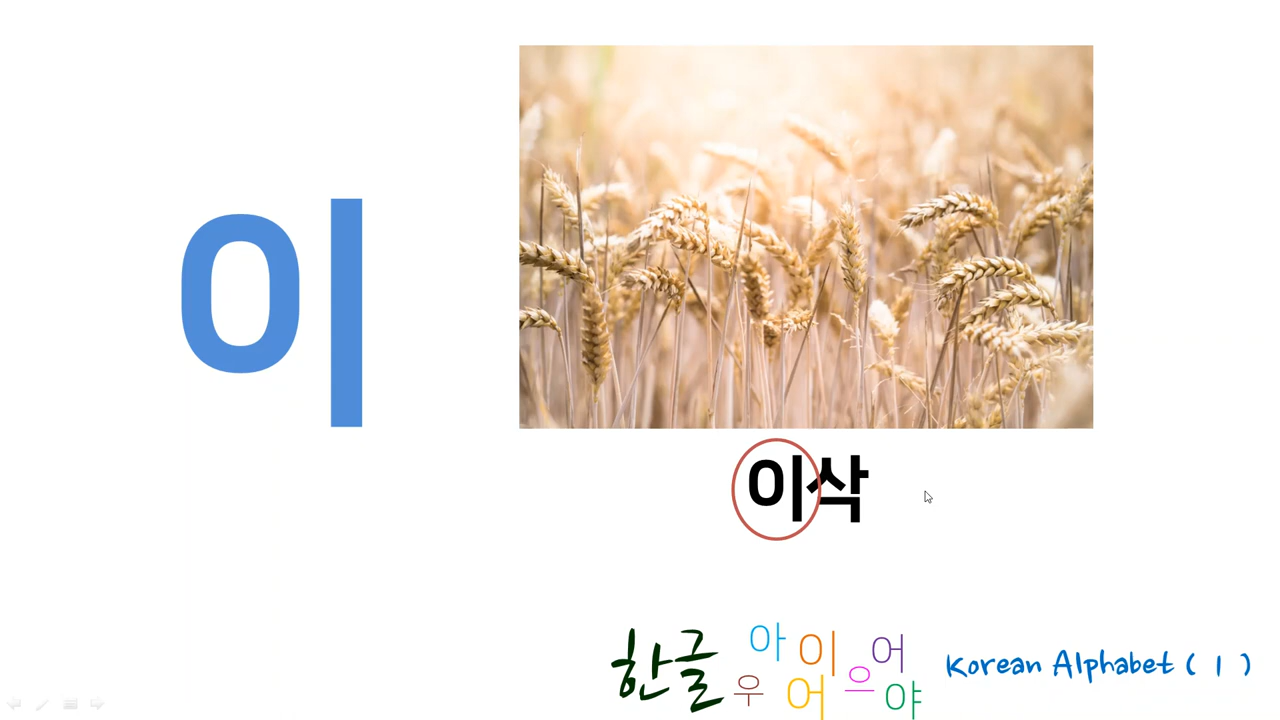 이
이삭
한글 아 이 어 우 어 으 야 Korean Alphabet ( 1 )